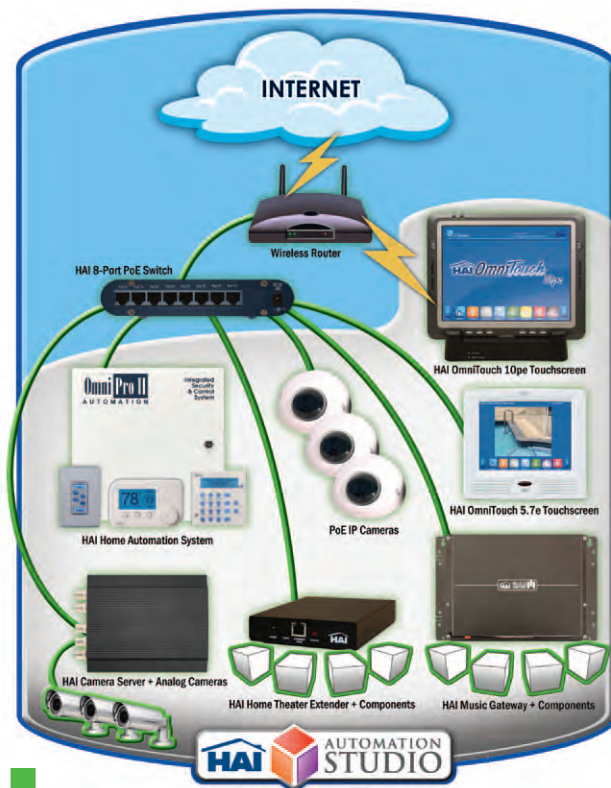 INTERNET
Wireless Router
HAI 8-Port PoE Switch
HAI OmniTouch
10pe
HAI OmniTouch 10pe Touchscreen
OmniPro II
AUTOMATION
Integrated
Security
& Control
System
78
HAI Home Automation System
PoE IP Cameras
HAI OmniTouch 5.7e Touchscreen
HAI
HAI
HAI Camera Server + Analog Cameras
HAI Home Theater Extender + Components
HAI Music Gateway + Components
HAI
AUTOMATION
STUDIO